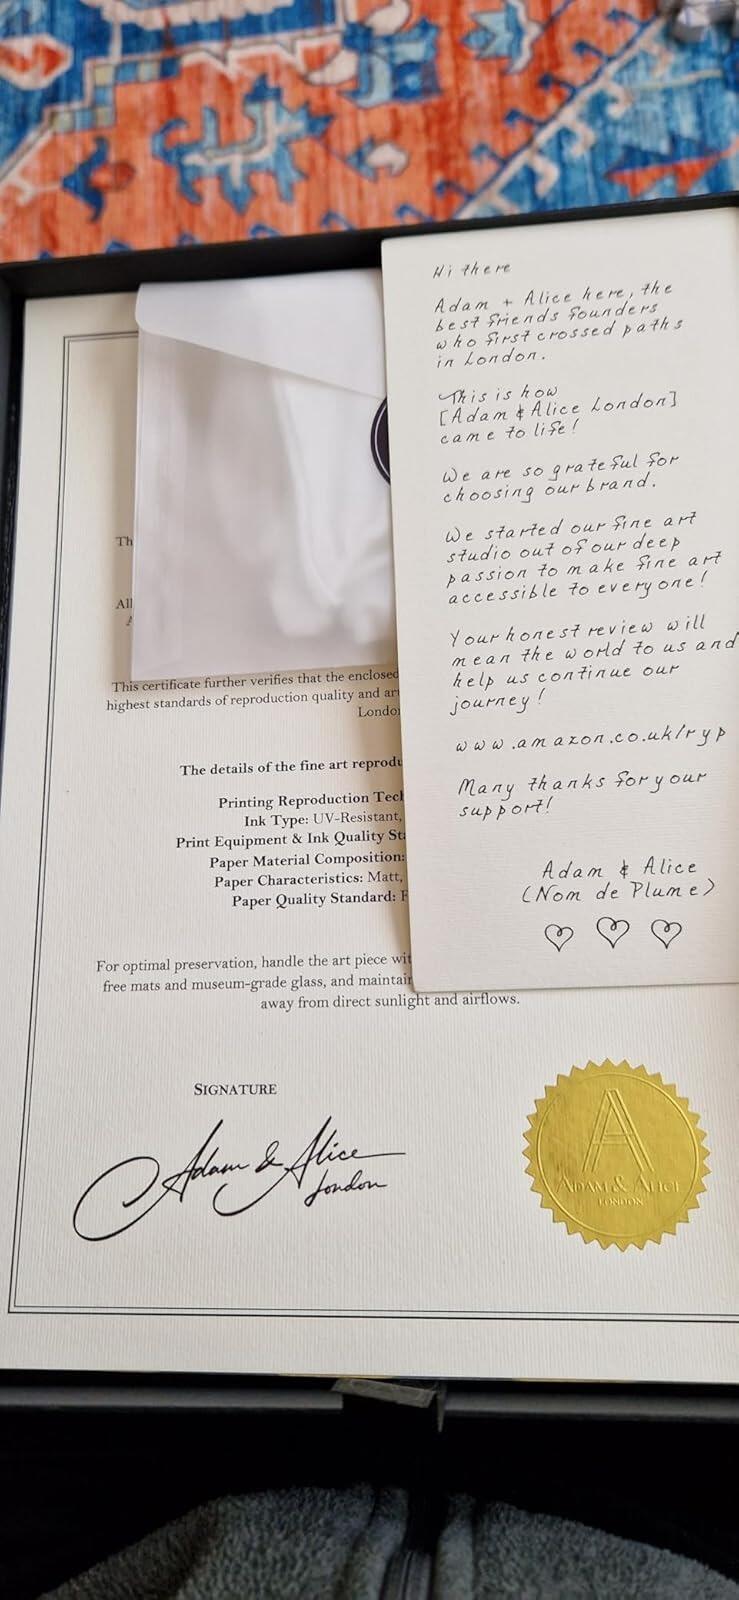 Hi there
Adam + Alice here, the
best friends founders
who first crossed paths
in London.
This is how
[Adam & Alice London]
came to life!
We are so grateful for
choosing our brand.
We started our fine art
studio out of our deep
passion to make fine art
accessible to everyone!
Your honest review will
mean the world to us and
help us continue our
journey!
www.amazon.co.uk/ryp
Many thanks for your
support!
Adam & Alice
(Nom de Plume)
Th
All
This certificate further verifies that the enclosed
highest standards of reproduction quality and
London
The details of the fine art
Printing Reproduction
Ink Type: UV-Resistant,
Print Equipment & Ink Quality
Paper Material Composition:
Paper Characteristics: Matt,
Paper Quality Standard:
For optimal preservation, handle the art piece
free mats and museum-grade glass, and
away from direct sunlight and airflows.
SIGNATURE
Adam & Alice
London
A
ADAM & ALICE
LONDON